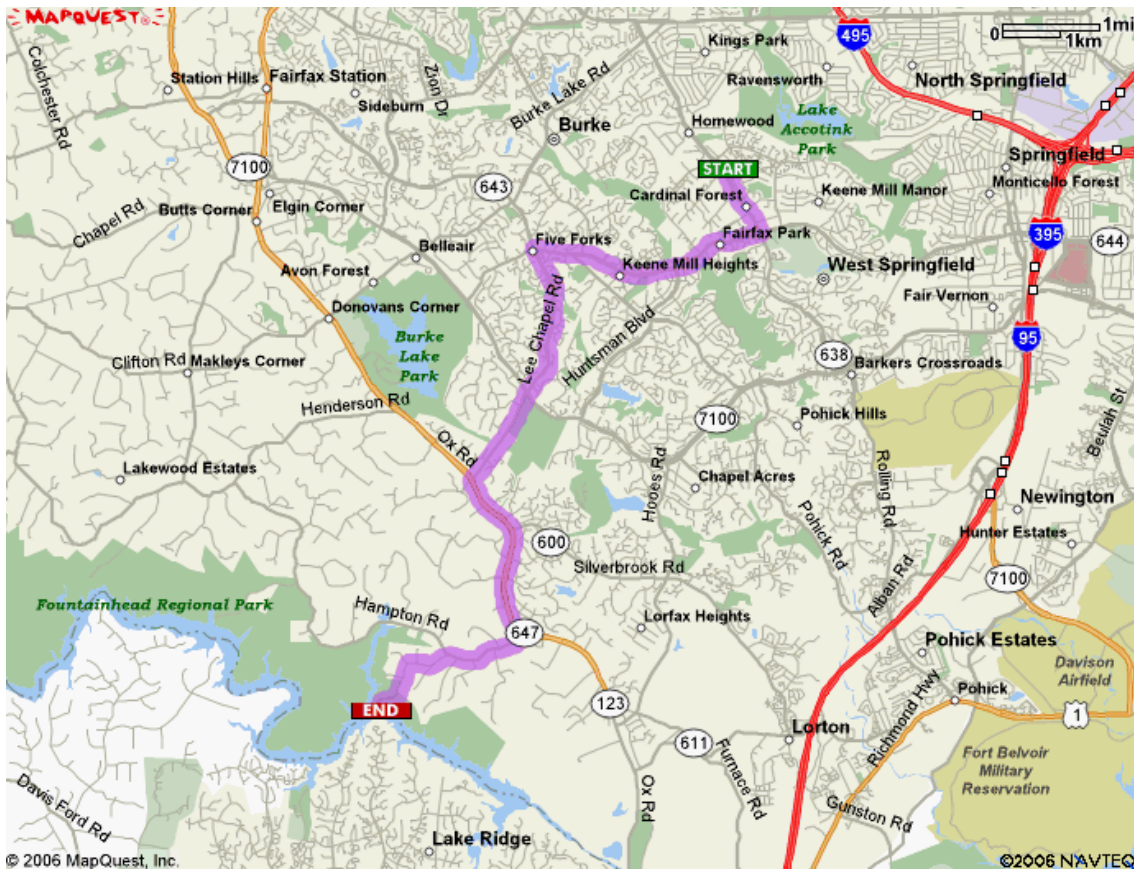 MAPQUEST
1mi
0
1km
495
Kings Park
Colchester Rd
Station Hills
Fairfax Station
Sideburn
Zion Dr
Burke Lake Rd
Ravensworth
North Springfield
Burke
Homewood
Lake
Accotink
Park
7100
START
Springfield
643
Cardinal Forest
Keene Mill Manor
Monticello Forest
Chapel Rd
Butts Corner
Elgin Corner
395
644
Belleair
Five Forks
Fairfax Park
Avon Forest
Keene Mill Heights
West Springfield
Donovans Corner
Lee Chapel Rd
Fair Vernon
Burke
Lake
Park
Huntsman Blvd
95
Clifton Rd
Makleys Corner
638
Barkers Crossroads
Henderson Rd
7100
Pohick Hills
Beulah St
Ox Rd
Lakewood Estates
Hooes Rd
Chapel Acres
Rolling Rd
Newington
Pohick Rd
Hunter Estates
600
Silverbrook Rd
Alban Rd
7100
Fountainhead Regional Park
Hampton Rd
Lorfax Heights
647
Pohick Estates
Davison
Airfield
END
123
Pohick
1
Richmond Hwy
611
Lorton
Furnace Rd
Fort Belvoir
Military
Reservation
Davis Ford Rd
Ox Rd
Gunston Rd
Lake Ridge
© 2006 MapQuest, Inc.
©2006 NAVTEQ